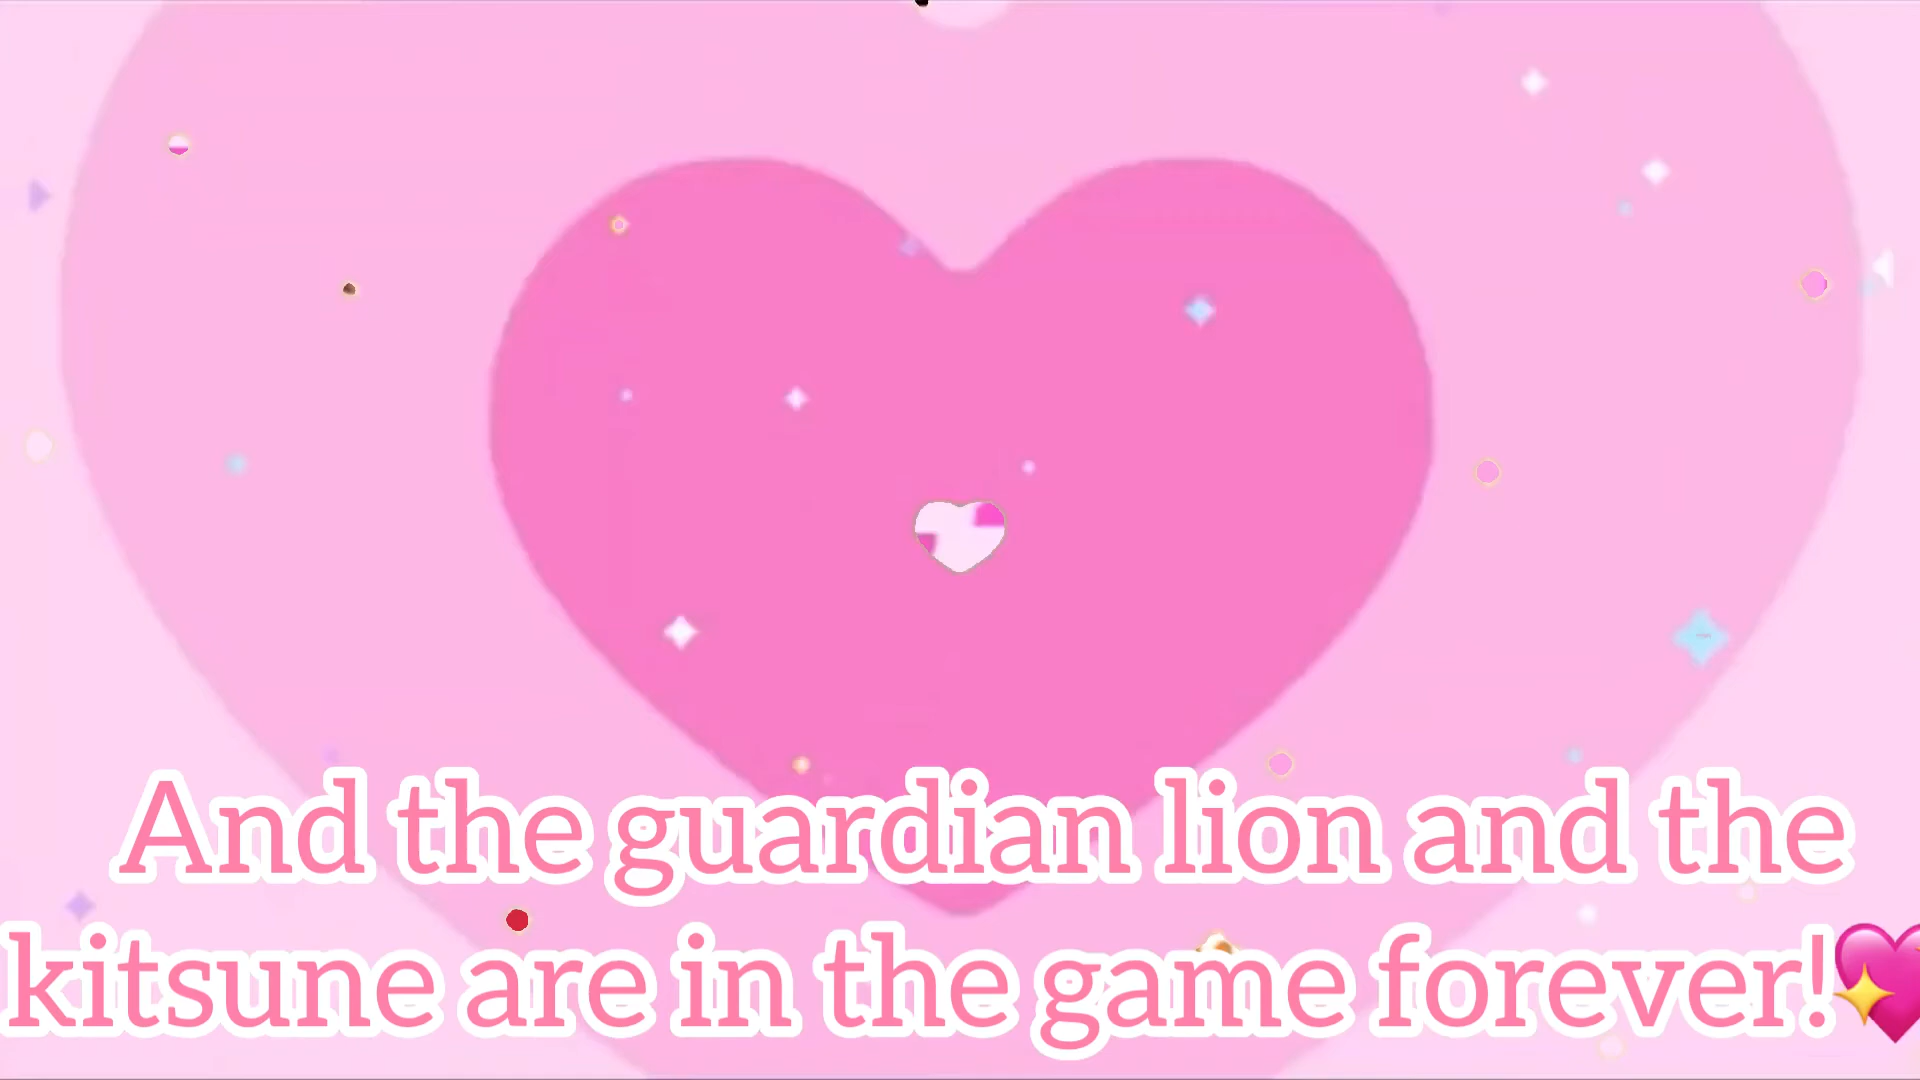 And the guardian lion and the
kitsune are in the game forever!💖